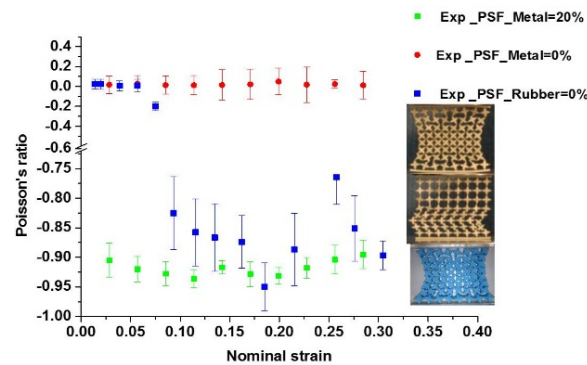 Exp _PSF_Metal=20%
Exp _PSF_Metal=0%
Exp _PSF_Rubber=0%
Poisson's ratio
0.4
0.2
0.0
-0.2
-0.4
-0.6
-0.75
-0.80
-0.85
-0.90
-0.95
-1.00
0.00 0.05 0.10 0.15 0.20 0.25 0.30 0.35 0.40
Nominal strain